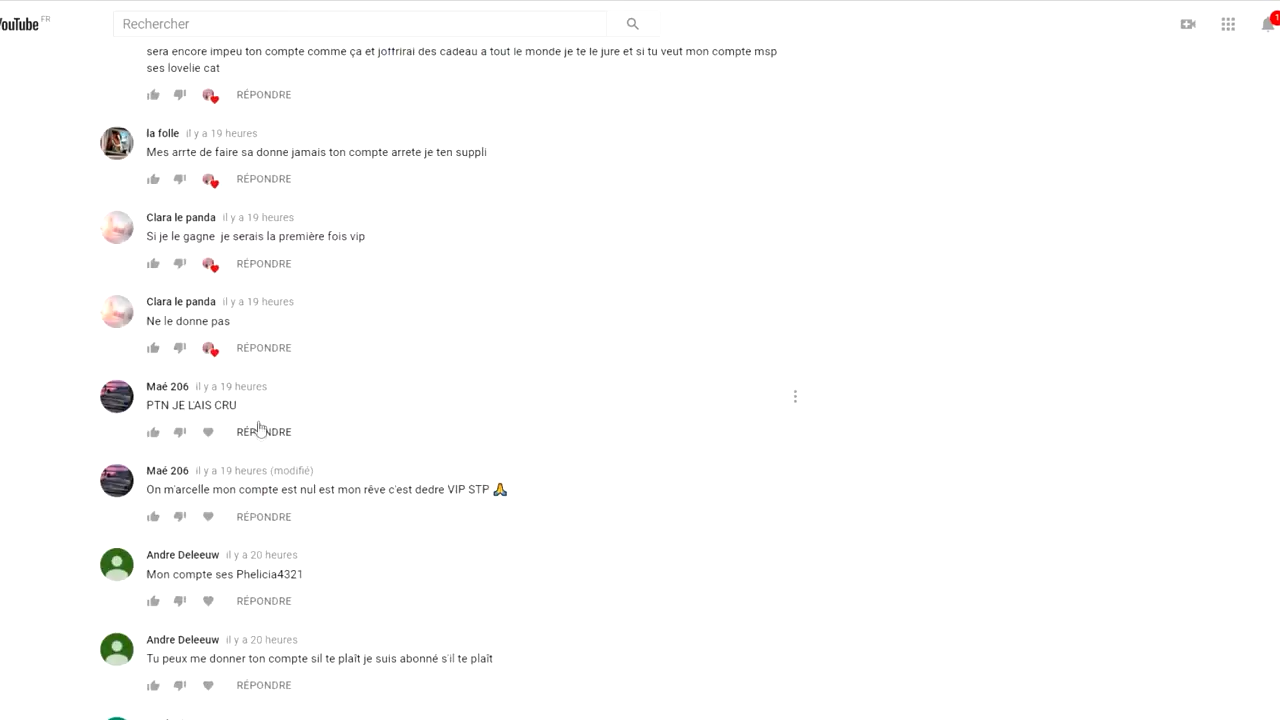 YouTube FR
Rechercher
1
sera encore impeu ton compte comme ça et joffrirai des cadeau a tout le monde je te le jure et si tu veut mon compte msp
ses lovelie cat
RÉPONDRE
la folle il y a 19 heures
Mes arrte de faire sa donne jamais ton compte arrete je ten suppli
RÉPONDRE
Clara le panda il y a 19 heures
Si je le gagne je serais la première fois vip
RÉPONDRE
Clara le panda il y a 19 heures
Ne le donne pas
RÉPONDRE
Maé 206 il y a 19 heures
PTN JE L'AIS CRU
RÉPONDRE
Maé 206 il y a 19 heures (modifié)
On m'arcelle mon compte est nul est mon rêve c'est dedre VIP STP 🙏
RÉPONDRE
Andre Deleeuw il y a 20 heures
Mon compte ses Phelicia4321
RÉPONDRE
Andre Deleeuw il y a 20 heures
Tu peux me donner ton compte sil te plaît je suis abonné s'il te plaît
RÉPONDRE